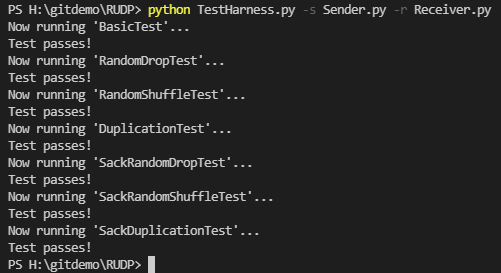 PS H:\gitdemo\RUDP> python TestHarness.py -s Sender.py -r Receiver.py
Now running 'BasicTest'...
Test passes!
Now running 'RandomDropTest'...
Test passes!
Now running 'RandomShuffleTest'...
Test passes!
Now running 'DuplicationTest'...
Test passes!
Now running 'SackRandomDropTest'...
Test passes!
Now running 'SackRandomShuffleTest'...
Test passes!
Now running 'SackDuplicationTest'...
Test passes!
PS H:\gitdemo\RUDP>